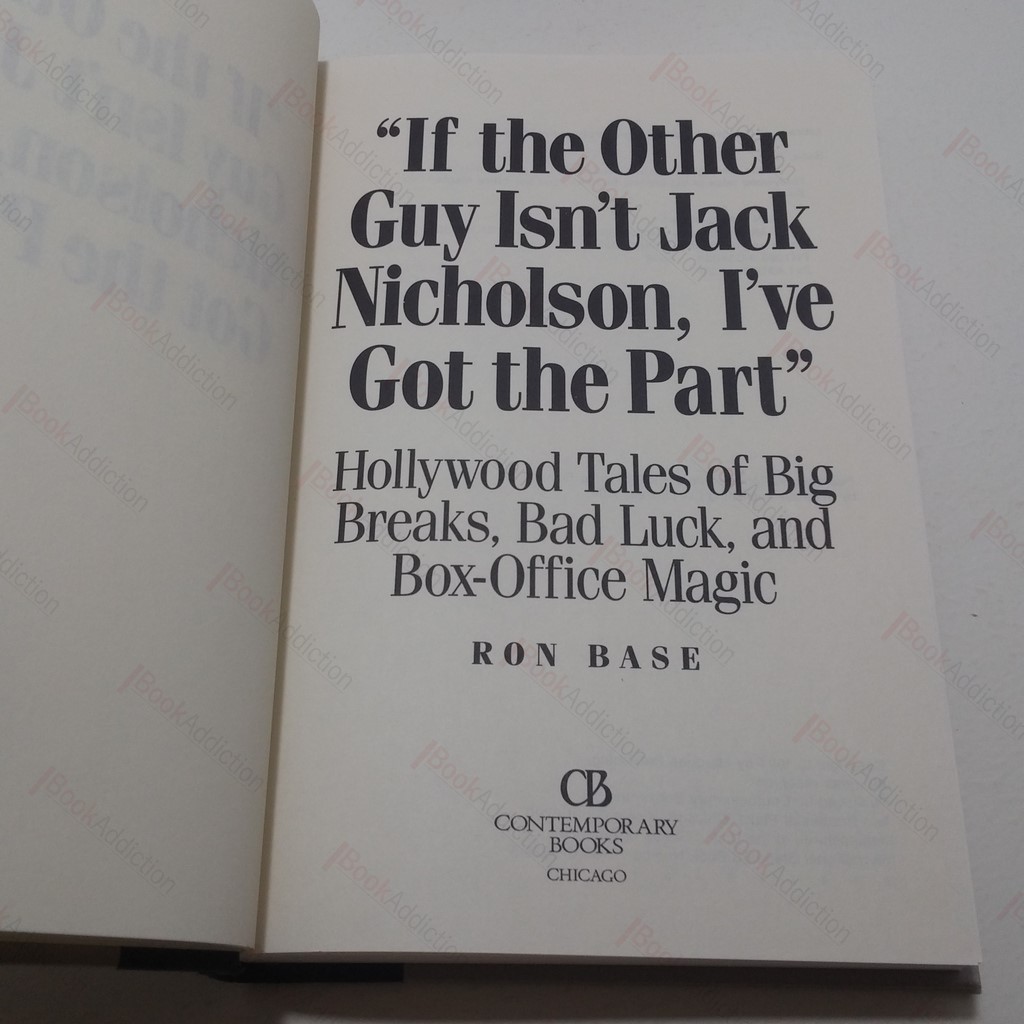 “If the Other
Guy Isn’t Jack
Nicholson, I’ve
Got the Part”
Hollywood Tales of Big
Breaks, Bad Luck, and
Box-Office Magic
RON BASE
CB
CONTEMPORARY
BOOKS
CHICAGO
BookAddiction